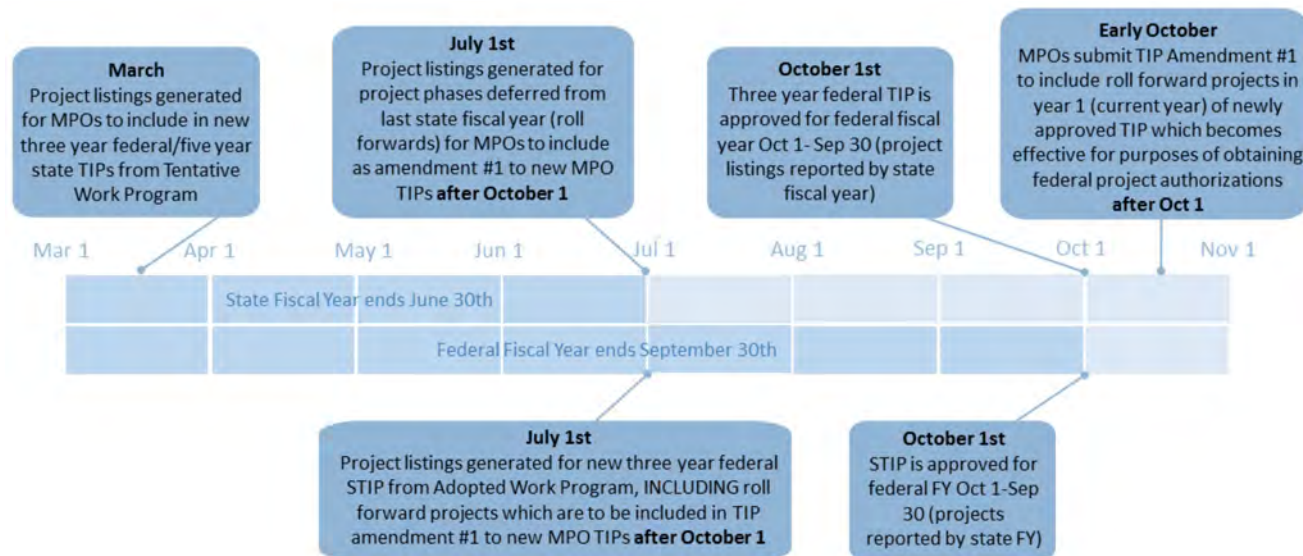 March
Project listings generated
for MPOs to include in new
three year federal/five year
state TIPs from Tentative
Work Program
July 1st
Project listings generated for
project phases deferred from
last state fiscal year (roll
forwards) for MPOs to include
as amendment #1 to new MPO
TIPs after October 1
October 1st
Three year federal TIP is
approved for federal fiscal
year Oct 1- Sep 30 (project
listings reported by state
fiscal year)
Early October
MPOs submit TIP Amendment #1
to include roll forward projects in
year 1 (current year) of newly
approved TIP which becomes
effective for purposes of obtaining
federal project authorizations
after Oct 1
Mar 1 Apr 1 May 1 Jun 1 Jul 1 Aug 1 Sep 1 Oct 1 Nov 1
State Fiscal Year ends June 30th
Federal Fiscal Year ends September 30th
July 1st
Project listings generated for new three year federal
STIP from Adopted Work Program, INCLUDING roll
forward projects which are to be included in TIP
amendment #1 to new MPO TIPs after October 1
October 1st
STIP is approved for
federal FY Oct 1-Sep
30 (projects
reported by state FY)